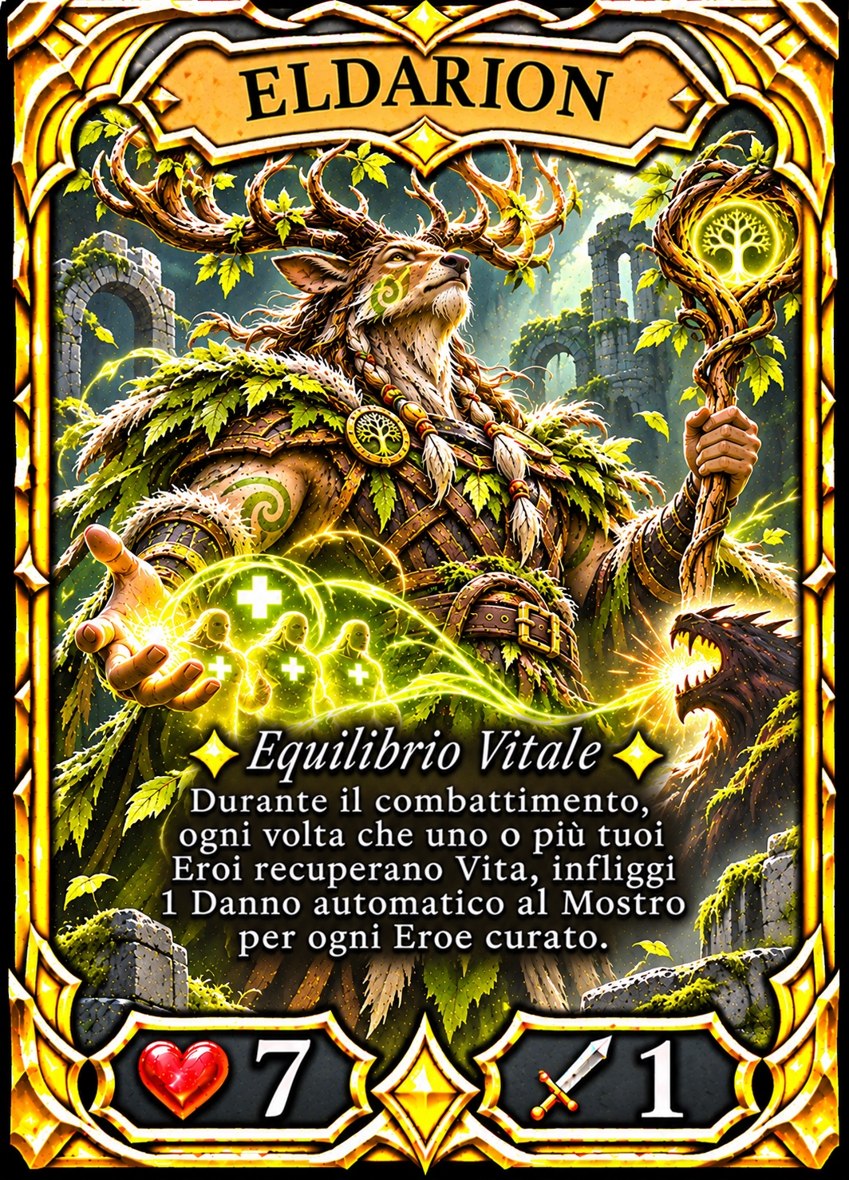 ELDARION
Equilibrio Vitale
Durante il combattimento,
ogni volta che uno o più tuoi
Eroi recuperano Vita, infliggi
1 Danno automatico al Mostro
per ogni Eroe curato.
7 1